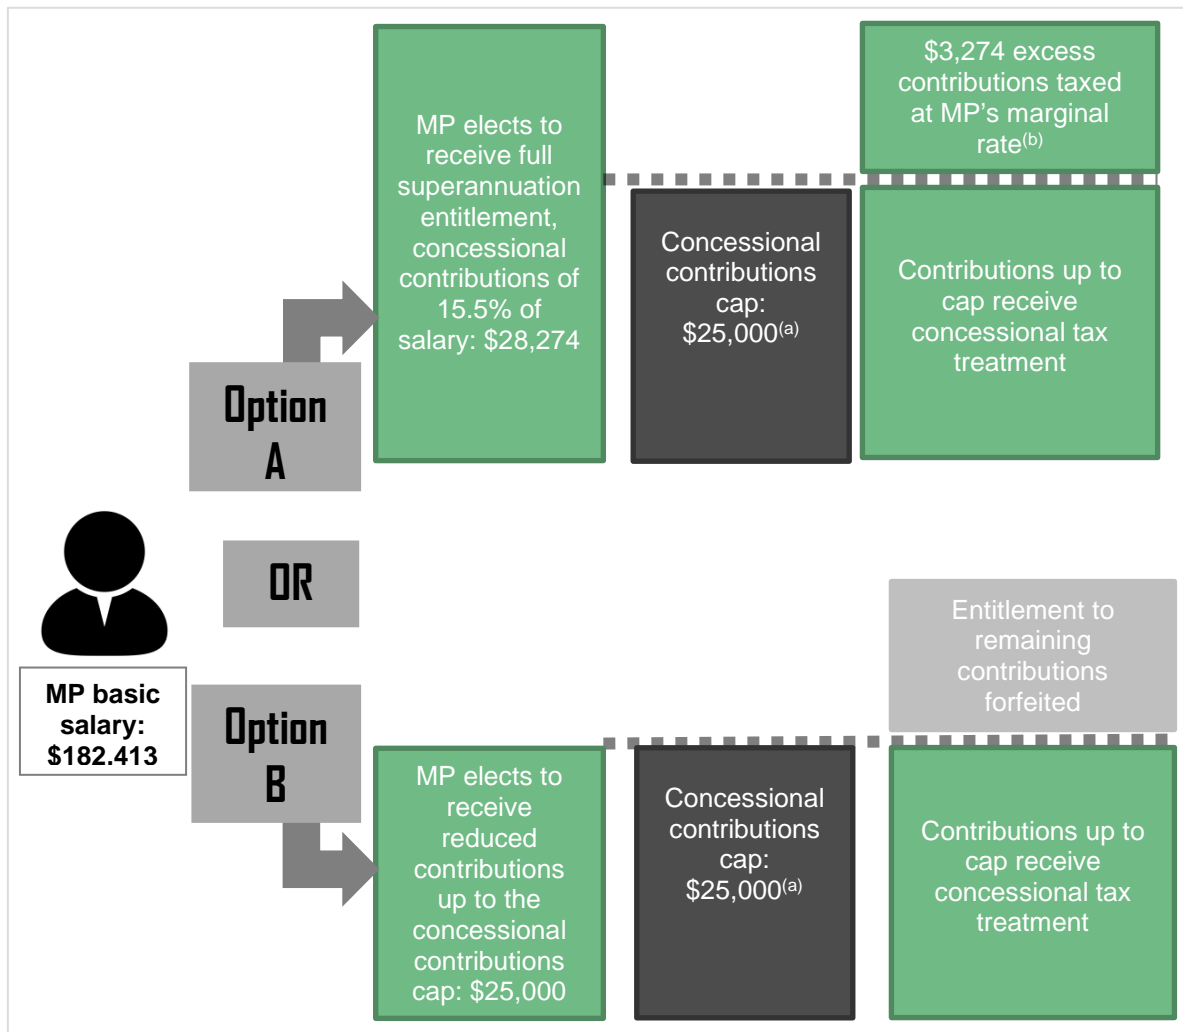 MP elects to
receive full
superannuation
entitlement,
concessional
contributions of
15.5% of
salary: $28,274
$3,274 excess
contributions taxed
at MP’s marginal
rate(b)
Concessional
contributions
cap:
$25,000(a)
Contributions up to
cap receive
concessional tax
treatment
Option
A
OR
MP basic
salary:
$182.413
Option
B
MP elects to
receive
reduced
contributions
up to the
concessional
contributions
cap: $25,000
Concessional
contributions
cap:
$25,000(a)
Entitlement to
remaining
contributions
forfeited
Contributions up to
cap receive
concessional tax
treatment